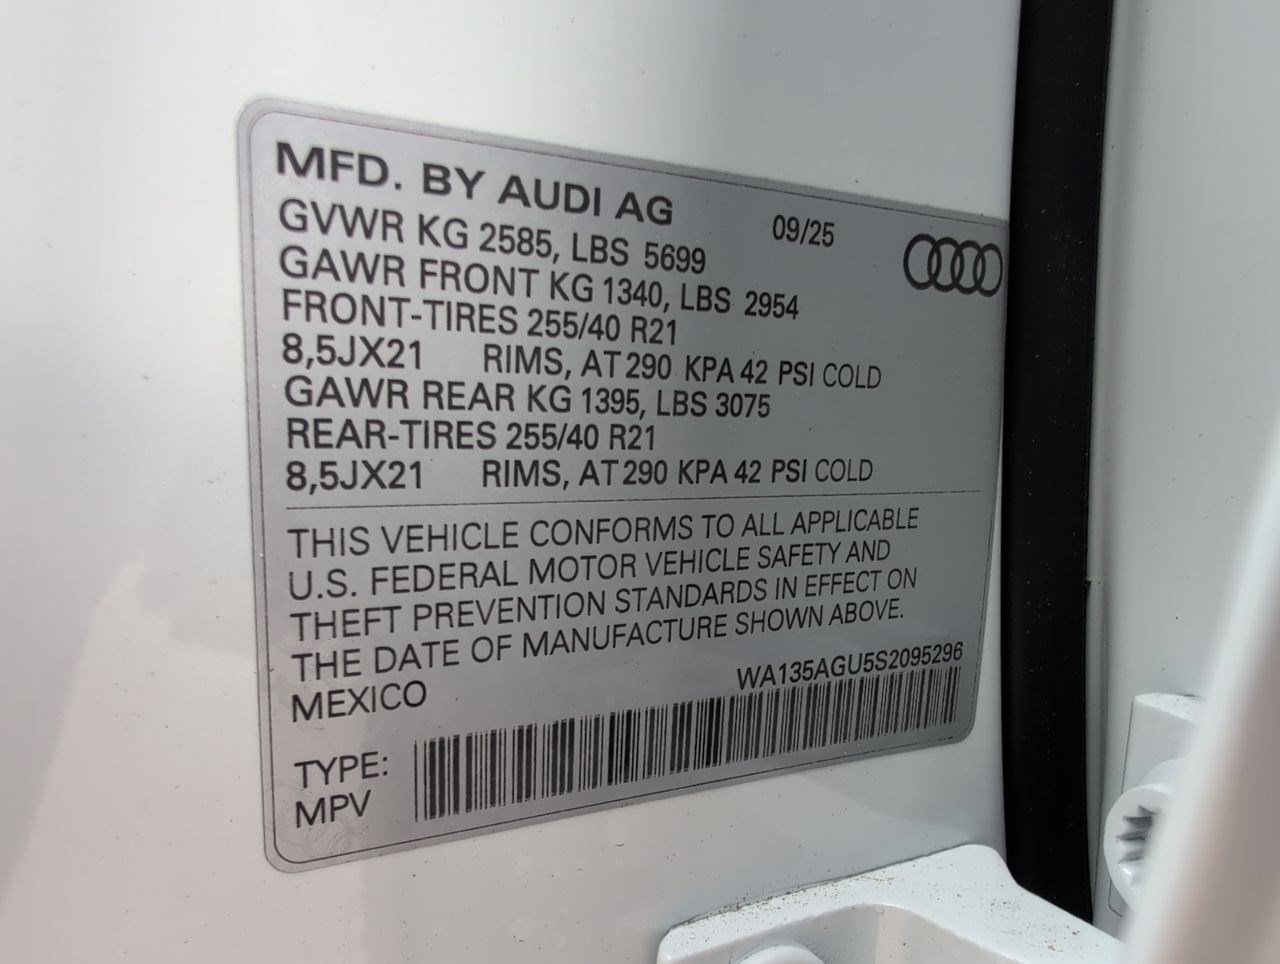 MFD. BY AUDI AG 09/25
GVWR KG 2585, LBS 5699
GAWR FRONT KG 1340, LBS 2954
FRONT-TIRES 255/40 R21
8,5JX21 RIMS, AT 290 KPA 42 PSI COLD
GAWR REAR KG 1395, LBS 3075
REAR-TIRES 255/40 R21
8,5JX21 RIMS, AT 290 KPA 42 PSI COLD
THIS VEHICLE CONFORMS TO ALL APPLICABLE
U.S. FEDERAL MOTOR VEHICLE SAFETY AND
THEFT PREVENTION STANDARDS IN EFFECT ON
THE DATE OF MANUFACTURE SHOWN ABOVE.
MEXICO WA135AGU5S2095296
TYPE:
MPV